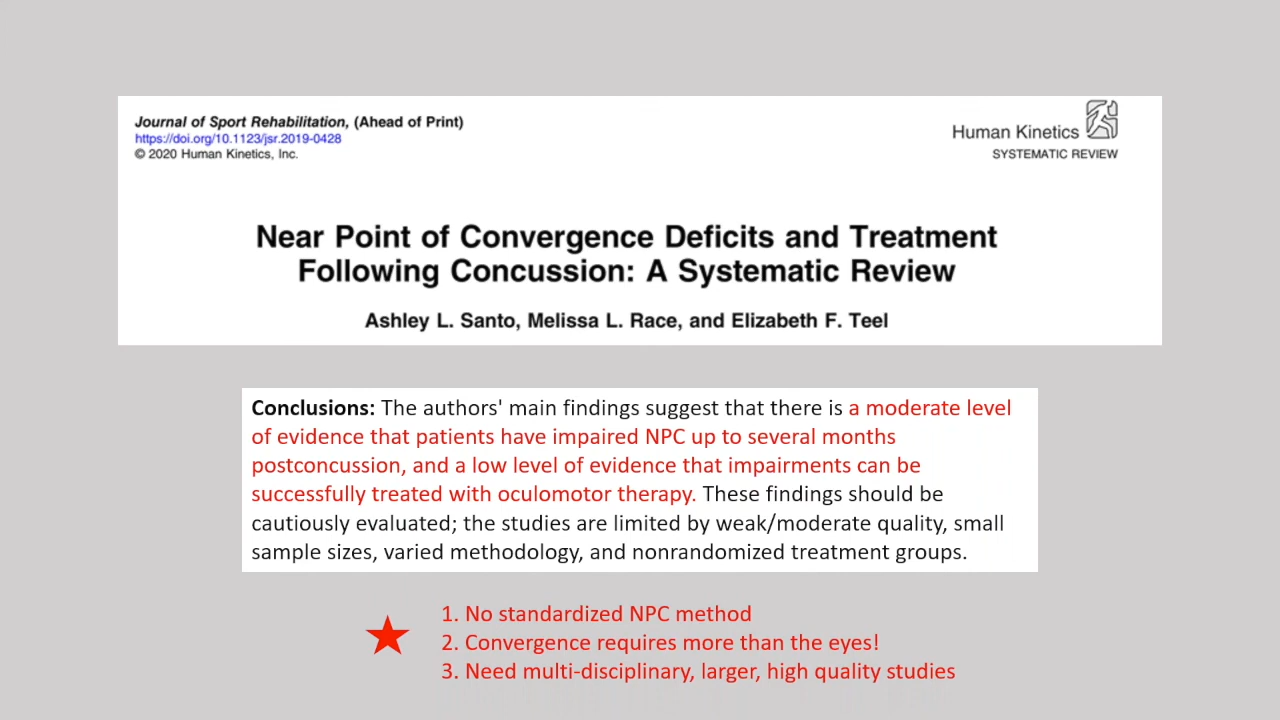 Journal of Sport Rehabilitation, (Ahead of Print)
https://doi.org/10.1123/jsr.2019-0428
© 2020 Human Kinetics, Inc.
Human Kinetics
SYSTEMATIC REVIEW
Near Point of Convergence Deficits and Treatment
Following Concussion: A Systematic Review
Ashley L. Santo, Melissa L. Race, and Elizabeth F. Teel
Conclusions: The authors' main findings suggest that there is a moderate level
of evidence that patients have impaired NPC up to several months
postconcussion, and a low level of evidence that impairments can be
successfully treated with oculomotor therapy. These findings should be
cautiously evaluated; the studies are limited by weak/moderate quality, small
sample sizes, varied methodology, and nonrandomized treatment groups.
1. No standardized NPC method
2. Convergence requires more than the eyes!
3. Need multi-disciplinary, larger, high quality studies